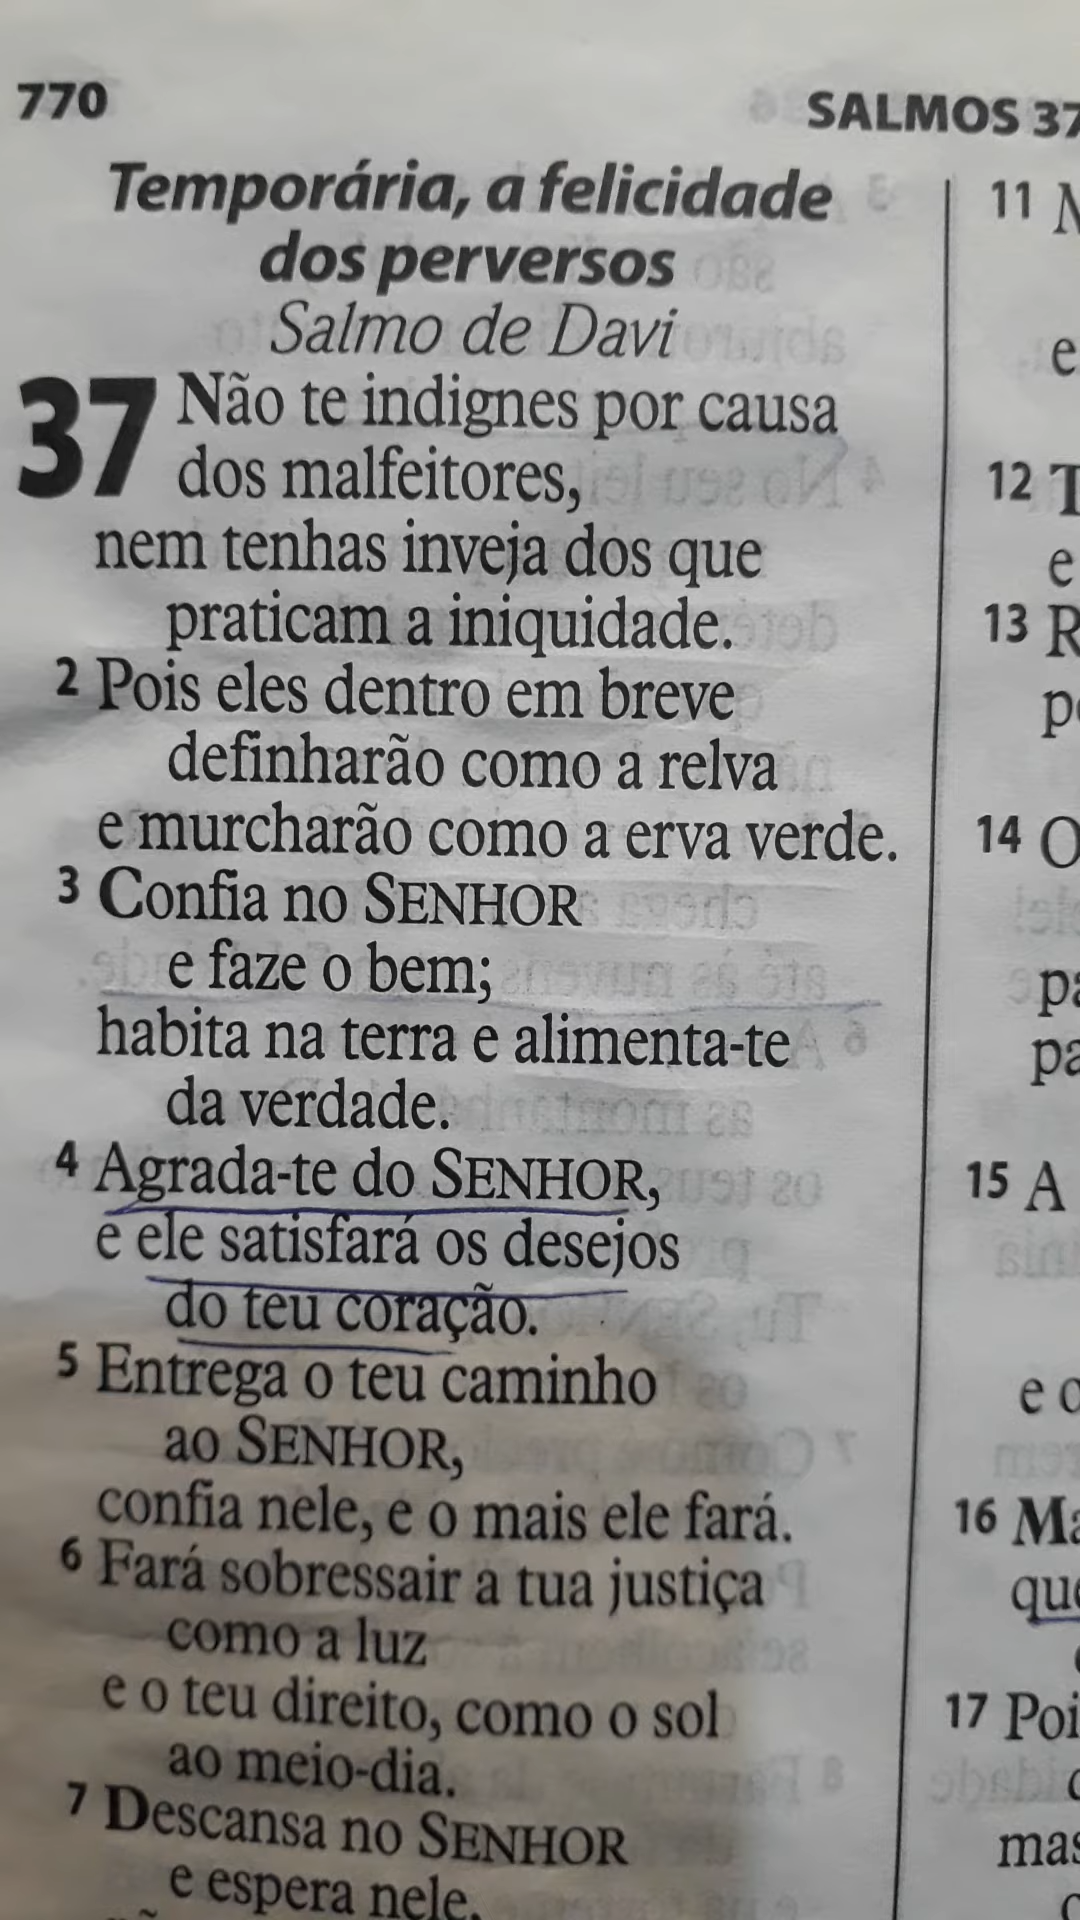 770
SALMOS 37
Temporária, a felicidade
dos perversos
Salmo de Davi
37 Não te indignes por causa
dos malfeitores,
nem tenhas inveja dos que
praticam a iniquidade.
2 Pois eles dentro em breve
definharão como a relva
e murcharão como a erva verde.
3 Confia no SENHOR
e faze o bem;
habita na terra e alimenta-te
da verdade.
4 Agrada-te do SENHOR,
e ele satisfará os desejos
do teu coração.
5 Entrega o teu caminho
ao SENHOR,
confia nele, e o mais ele fará.
6 Fará sobressair a tua justiça
como a luz
e o teu direito, como o sol
ao meio-dia.
7 Descansa no SENHOR
e espera nele,
11
e
12
e
13
14
15 A
e
16
17